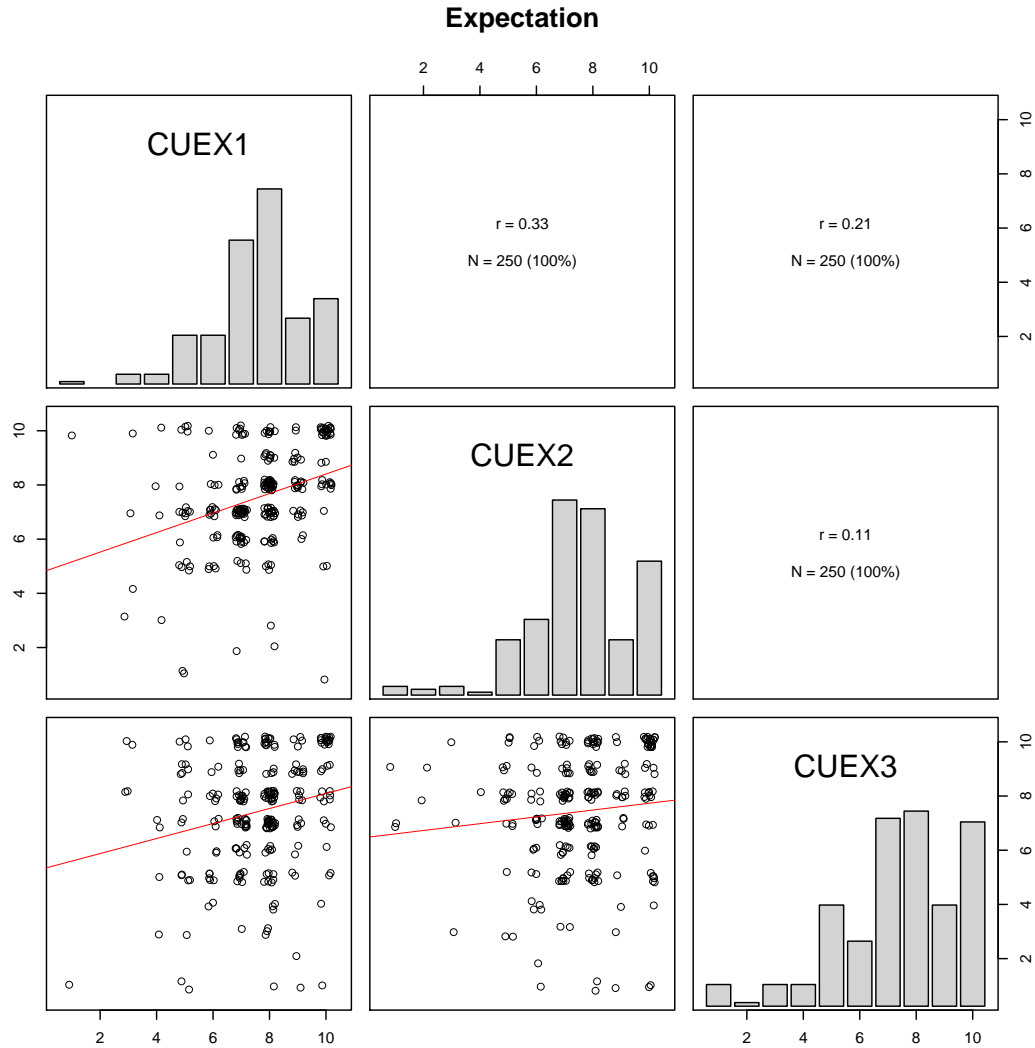 Expectation
2 4 6 8 10
CUEX1
r = 0.33
N = 250 (100%)
r = 0.21
N = 250 (100%)
10
8
6
4
2
10
8
6
4
2
CUEX2
r = 0.11
N = 250 (100%)
CUEX3
10
8
6
4
2
2 4 6 8 10
2 4 6 8 10